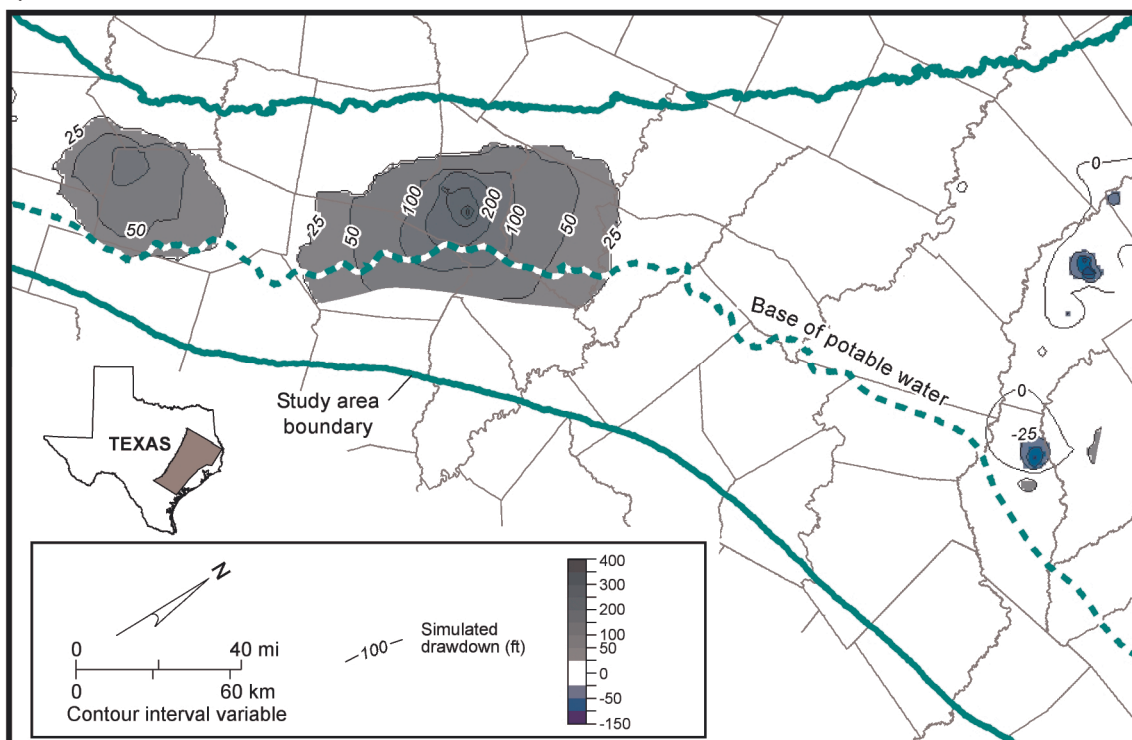 0
25
100
200
100
50
50
25
25
50
Base of potable water
0
-25
Study area
boundary
TEXAS
N
0 40 mi
0 60 km
Contour interval variable
100
Simulated
drawdown (ft)
400
300
200
100
50
0
-50
-150